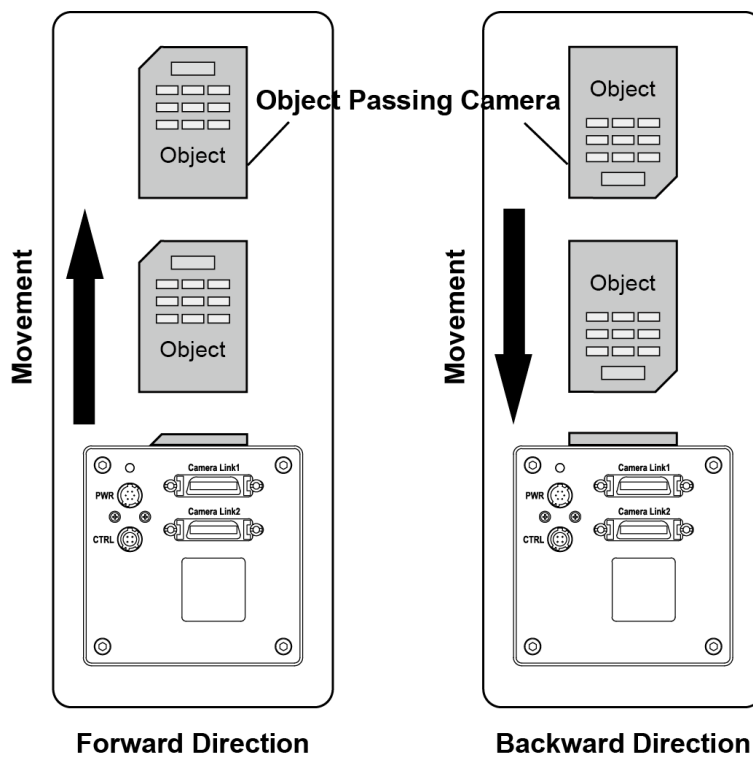 Object Passing Camera
Object
Object
Movement
Camera Link1
PWR
Camera Link2
CTRL
Forward Direction
Object
Object
Movement
Camera Link1
PWR
Camera Link2
CTRL
Backward Direction